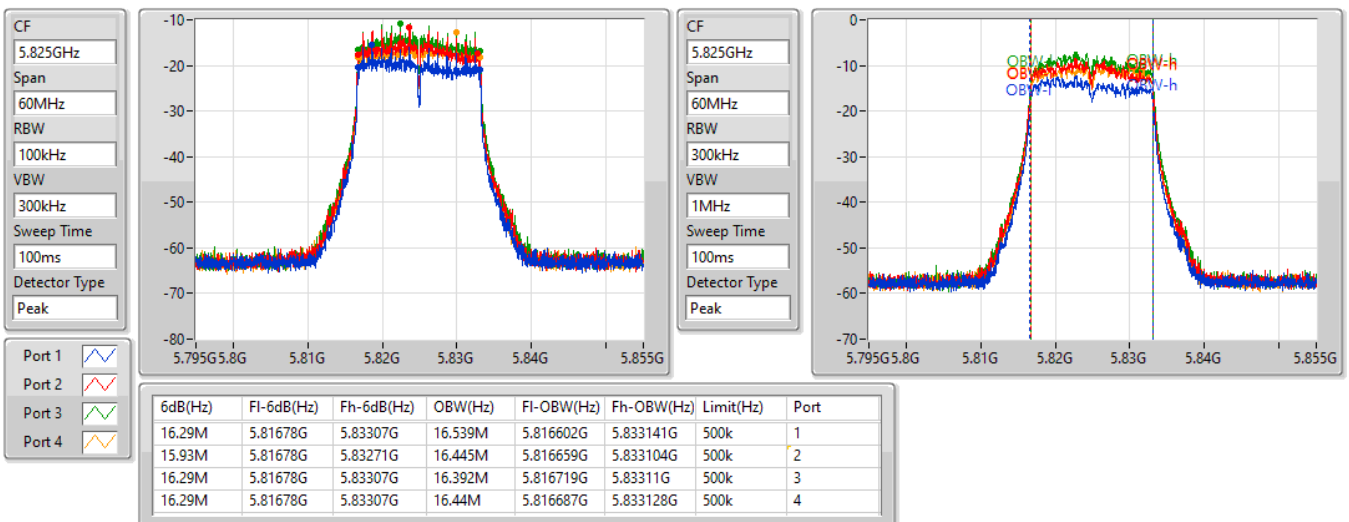 CF
5.825GHz
Span
60MHz
RBW
100kHz
VBW
300kHz
Sweep Time
100ms
Detector Type
Peak
Port 1
Port 2
Port 3
Port 4
-10
-20
-30
-40
-50
-60
-70
-80
5.795G 5.8G 5.81G 5.82G 5.83G 5.84G 5.855G
CF
5.825GHz
Span
60MHz
RBW
300kHz
VBW
1MHz
Sweep Time
100ms
Detector Type
Peak
0
-10
-20
-30
-40
-50
-60
-70
OBW-h
OBW-h
5.795G 5.8G 5.81G 5.82G 5.83G 5.84G 5.855G
6dB(Hz) Fl-6dB(Hz) Fh-6dB(Hz) OBW(Hz) Fl-OBW(Hz) Fh-OBW(Hz) Limit(Hz) Port
16.29M 5.81678G 5.83307G 16.539M 5.816602G 5.833141G 500k 1
15.93M 5.81678G 5.83271G 16.445M 5.816659G 5.833104G 500k 2
16.29M 5.81678G 5.83307G 16.392M 5.816719G 5.83311G 500k 3
16.29M 5.81678G 5.83307G 16.44M 5.816687G 5.833128G 500k 4